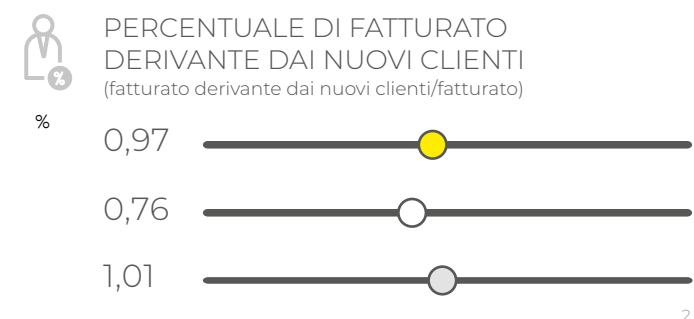 PERCENTUALE DI FATTURATO
DERIVANTE DAI NUOVI CLIENTI
(fatturato derivante dai nuovi clienti/fatturato)
%
%
0,97
0,76
1,01
2